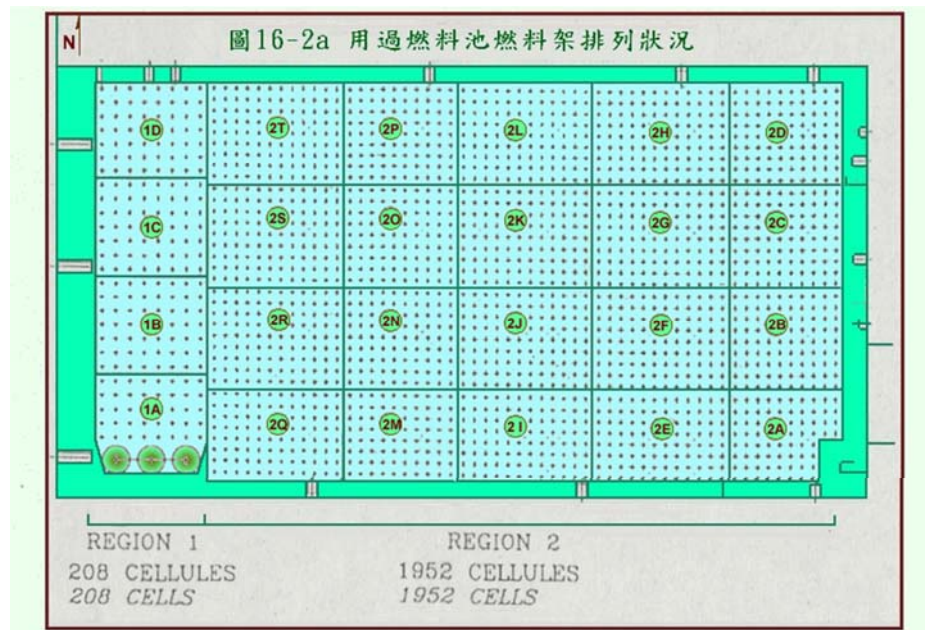 N
圖16-2a 用過燃料池燃料架排列狀況
1D 2T 2P 2L 2H 2D
1C 2S 2O 2K 2G 2C
1B 2R 2N 2J 2F 2B
1A 2Q 2M 2I 2E 2A
REGION 1 REGION 2
208 CELLULES 1952 CELLULES
208 CELLS 1952 CELLS